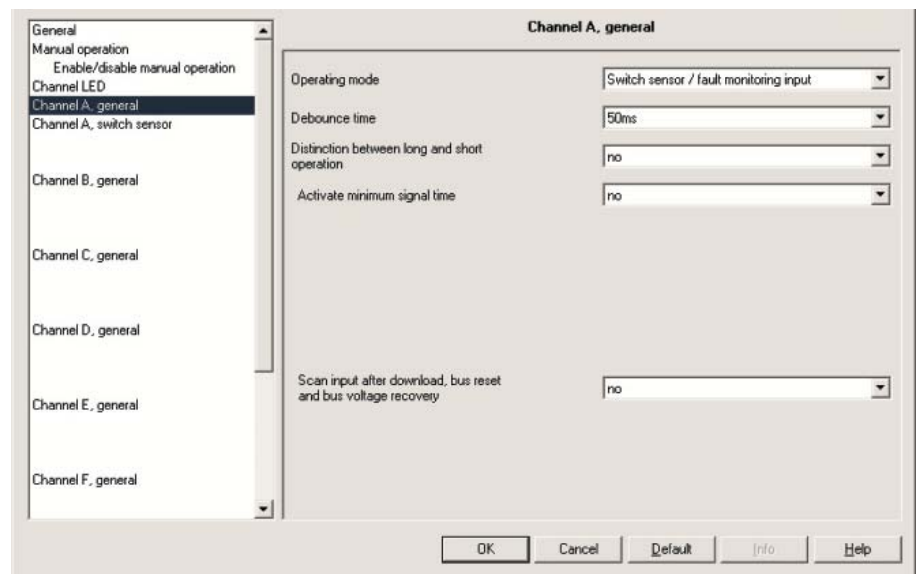 General
Manual operation
Enable/disable manual operation
Channel LED
Channel A, general
Channel A, switch sensor
Channel B, general
Channel C, general
Channel D, general
Channel E, general
Channel F, general
Channel A, general
Operating mode
Switch sensor / fault monitoring input
Debounce time
50ms
Distinction between long and short
operation
no
Activate minimum signal time
no
Scan input after download, bus reset
and bus voltage recovery
no
OK
Cancel
Default
Info
Help